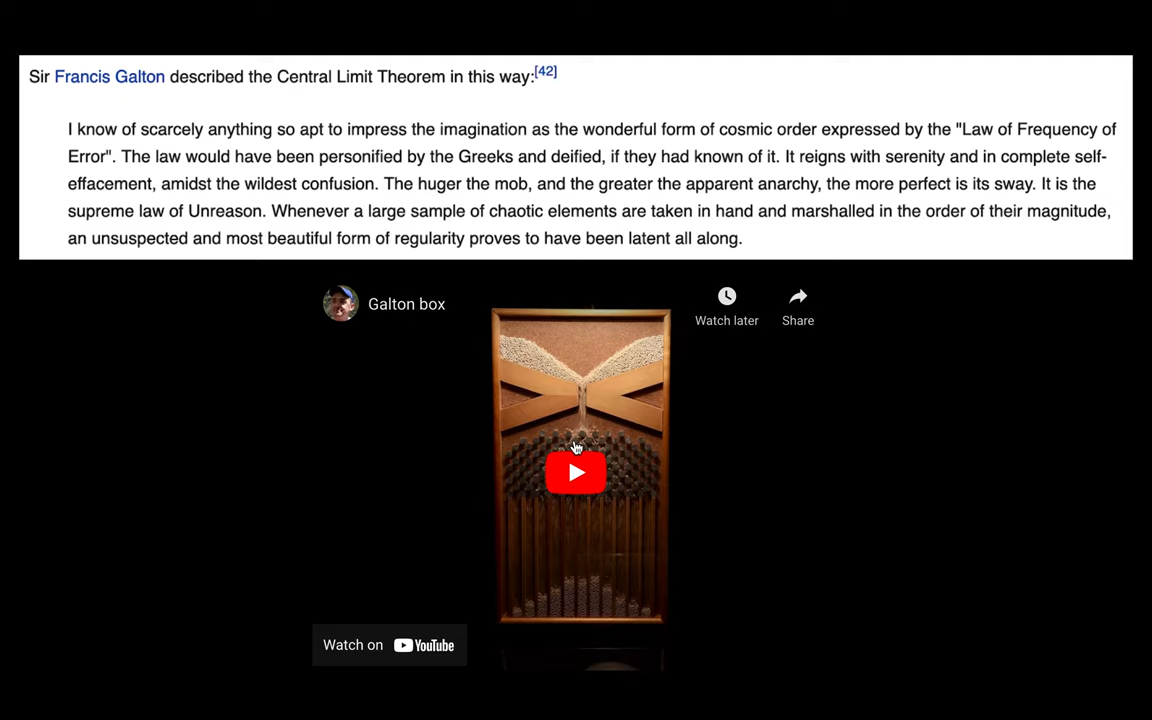 Sir Francis Galton described the Central Limit Theorem in this way:[42]
I know of scarcely anything so apt to impress the imagination as the wonderful form of cosmic order expressed by the "Law of Frequency of
Error". The law would have been personified by the Greeks and deified, if they had known of it. It reigns with serenity and in complete self-
effacement, amidst the wildest confusion. The huger the mob, and the greater the apparent anarchy, the more perfect is its sway. It is the
supreme law of Unreason. Whenever a large sample of chaotic elements are taken in hand and marshalled in the order of their magnitude,
an unsuspected and most beautiful form of regularity proves to have been latent all along.
Galton box
Watch later
Share
Watch on YouTube